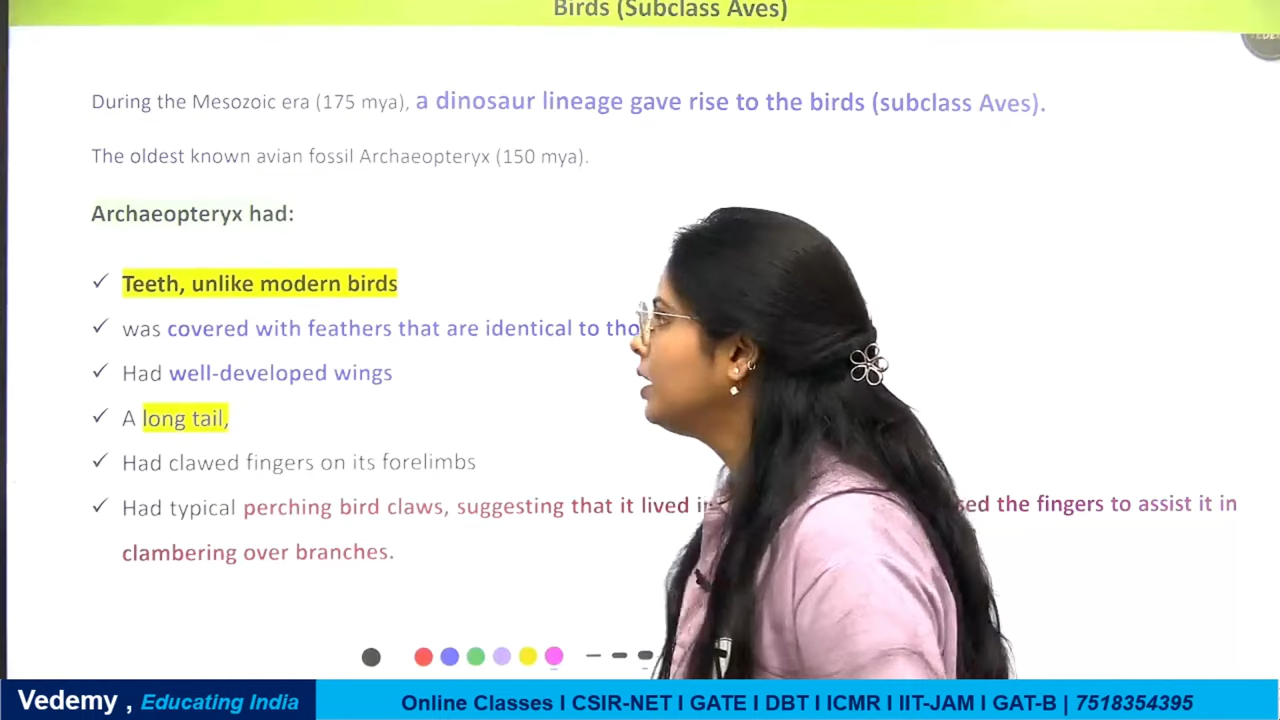 Birds (Subclass Aves)
During the Mesozoic era (175 mya), a dinosaur lineage gave rise to the birds (subclass Aves).
The oldest known avian fossil Archaeopteryx (150 mya).
Archaeopteryx had:
✓ Teeth, unlike modern birds
✓ was covered with feathers that are identical to
✓ Had well-developed wings
✓ A long tail,
✓ Had clawed fingers on its forelimbs
✓ Had typical perching bird claws, suggesting that it lived the fingers to assist it in
clambering over branches.
Vedemy , Educating India
Online Classes I CSIR-NET I GATE I DBT I ICMR I IIT-JAM I GAT-B | 7518354395